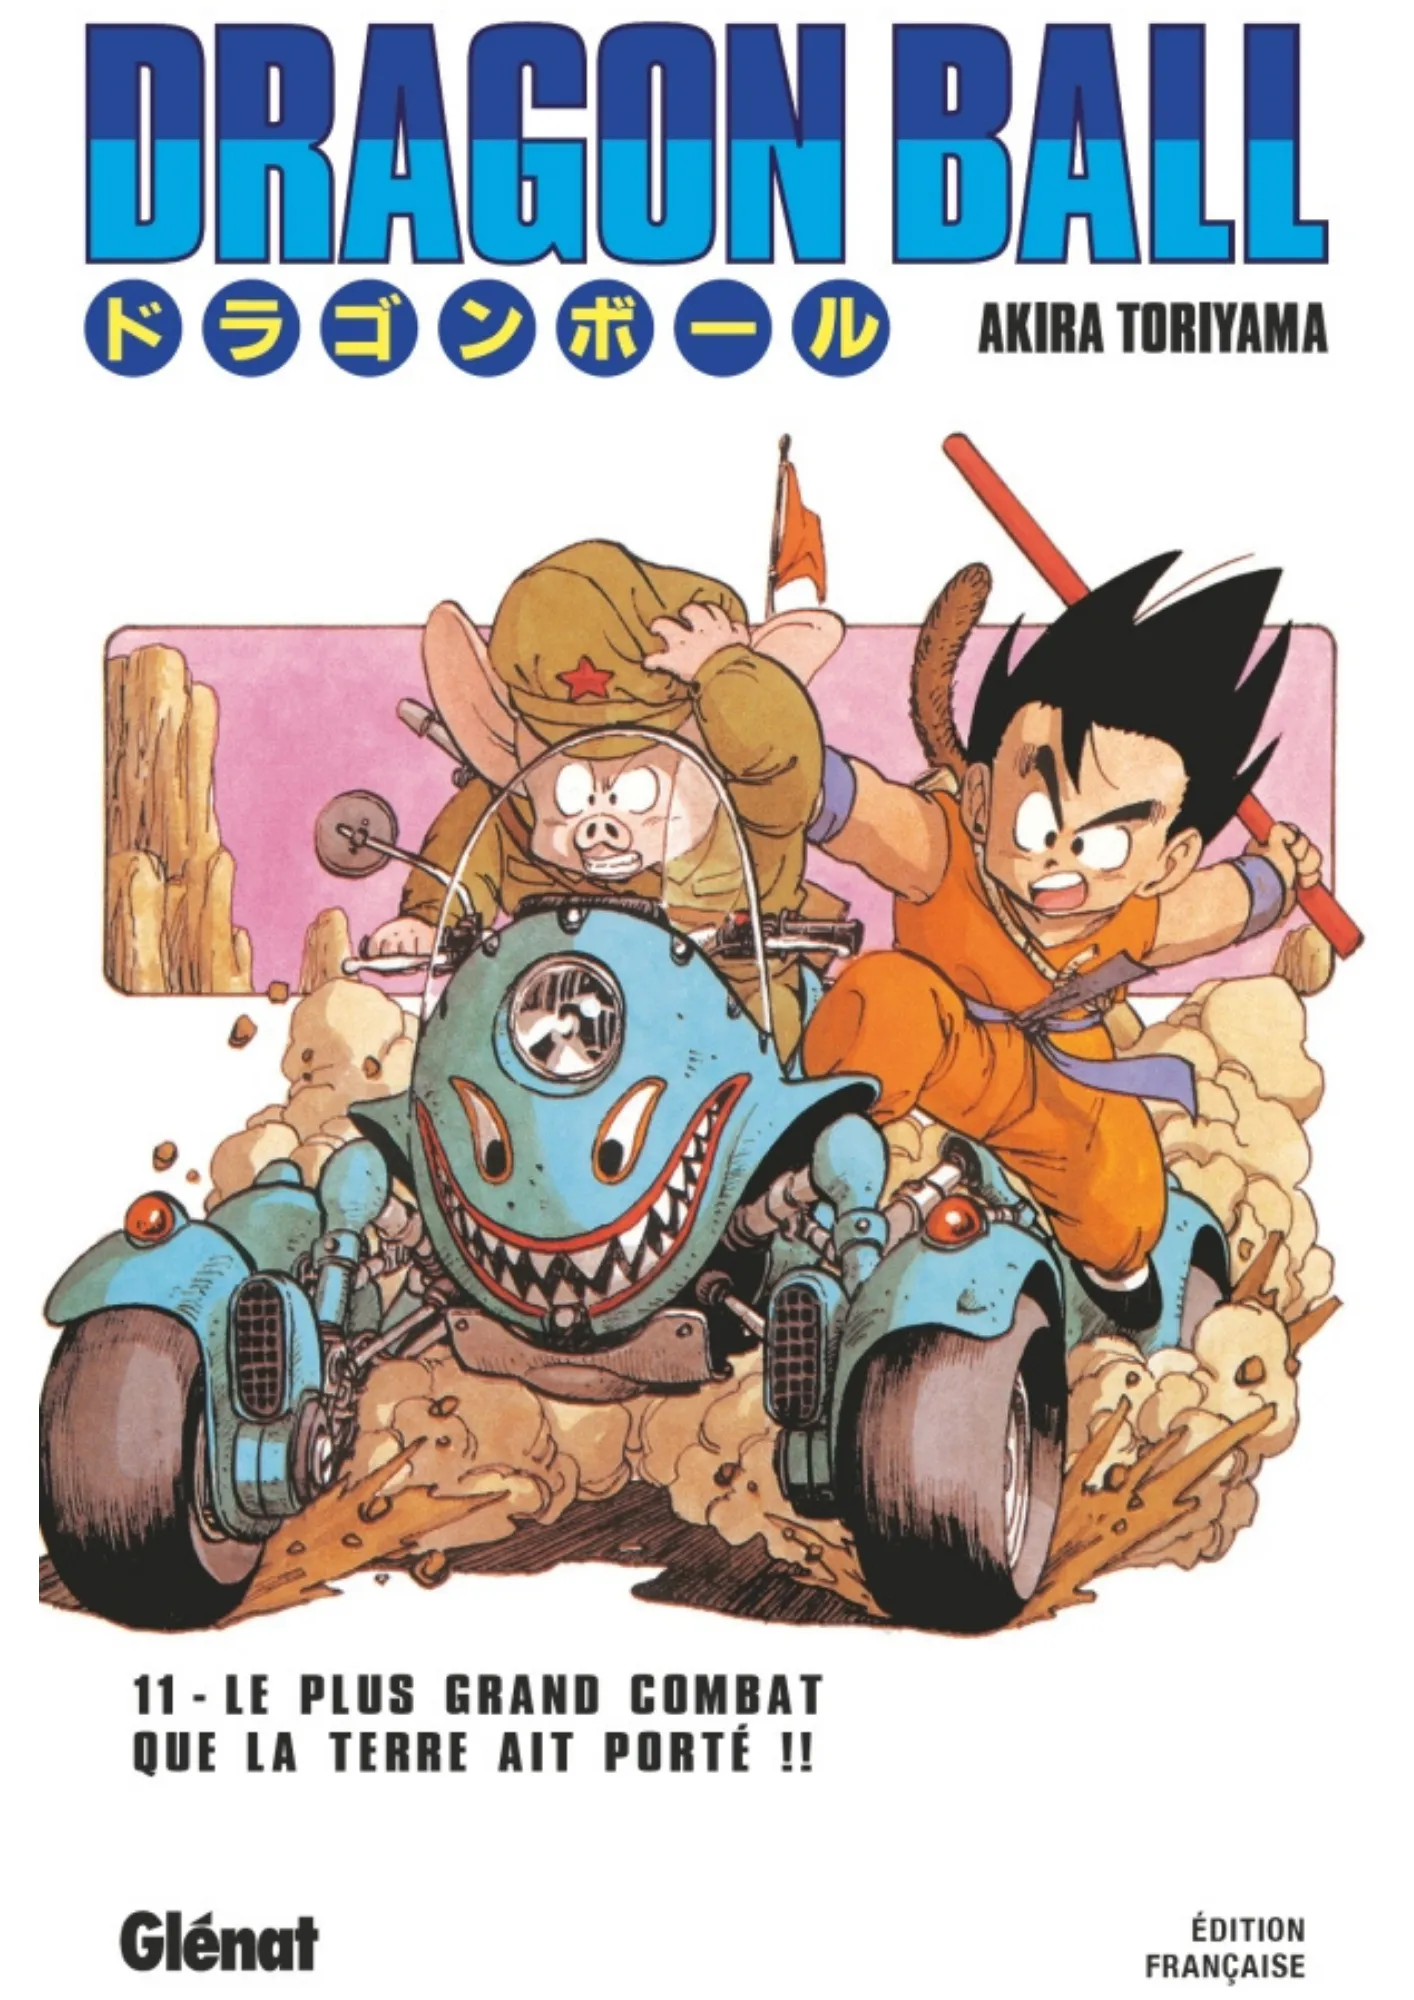 DRAGON BALL
ドラゴンボール
AKIRA TORIYAMA
11 - LE PLUS GRAND COMBAT
QUE LA TERRE AIT PORTÉ !!
Glénat
ÉDITION
FRANÇAISE